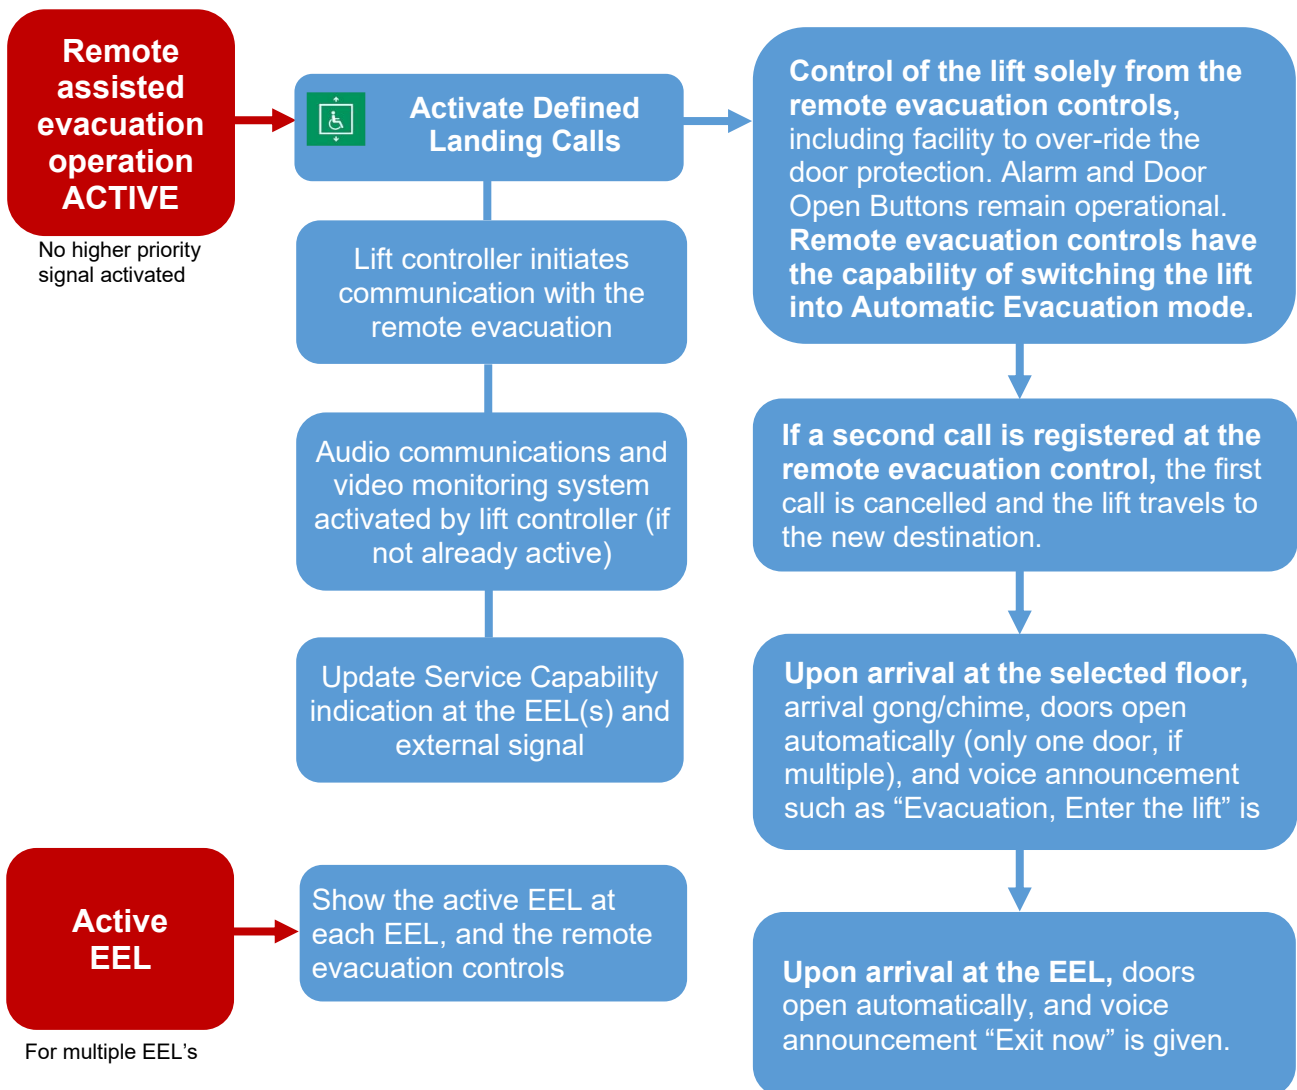 Remote
assisted
evacuation
operation
ACTIVE
No higher priority
signal activated
Activate Defined
Landing Calls
Lift controller initiates
communication with the
remote evacuation
Audio communications and
video monitoring system
activated by lift controller (if
not already active)
Update Service Capability
indication at the EEL(s) and
external signal
Control of the lift solely from the
remote evacuation controls,
including facility to over-ride the
door protection. Alarm and Door
Open Buttons remain operational.
Remote evacuation controls have
the capability of switching the lift
into Automatic Evacuation mode.
If a second call is registered at the
remote evacuation control, the first
call is cancelled and the lift travels to
the new destination.
Upon arrival at the selected floor,
arrival gong/chime, doors open
automatically (only one door, if
multiple), and voice announcement
such as “Evacuation, Enter the lift” is
Upon arrival at the EEL, doors
open automatically, and voice
announcement “Exit now” is given.
Active
EEL
For multiple EEL’s
Show the active EEL at
each EEL, and the remote
evacuation controls